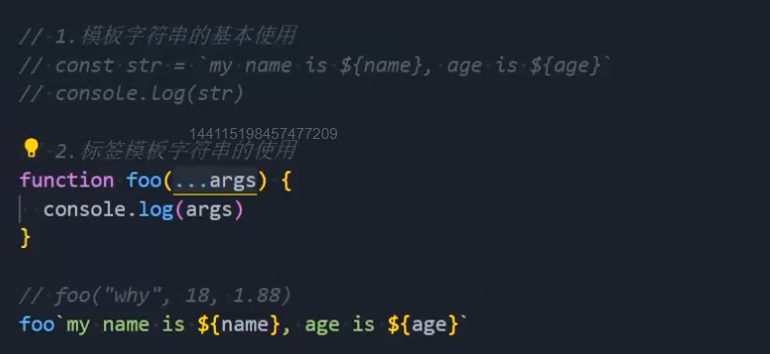 // 1.模板字符串的基本使用
// const str = `my name is ${name}, age is ${age}`
// console.log(str)
144115198457477209
2.标签模板字符串的使用
function foo(...args) {
console.log(args)
}
// foo("why", 18, 1.88)
foo`my name is ${name}, age is ${age}`